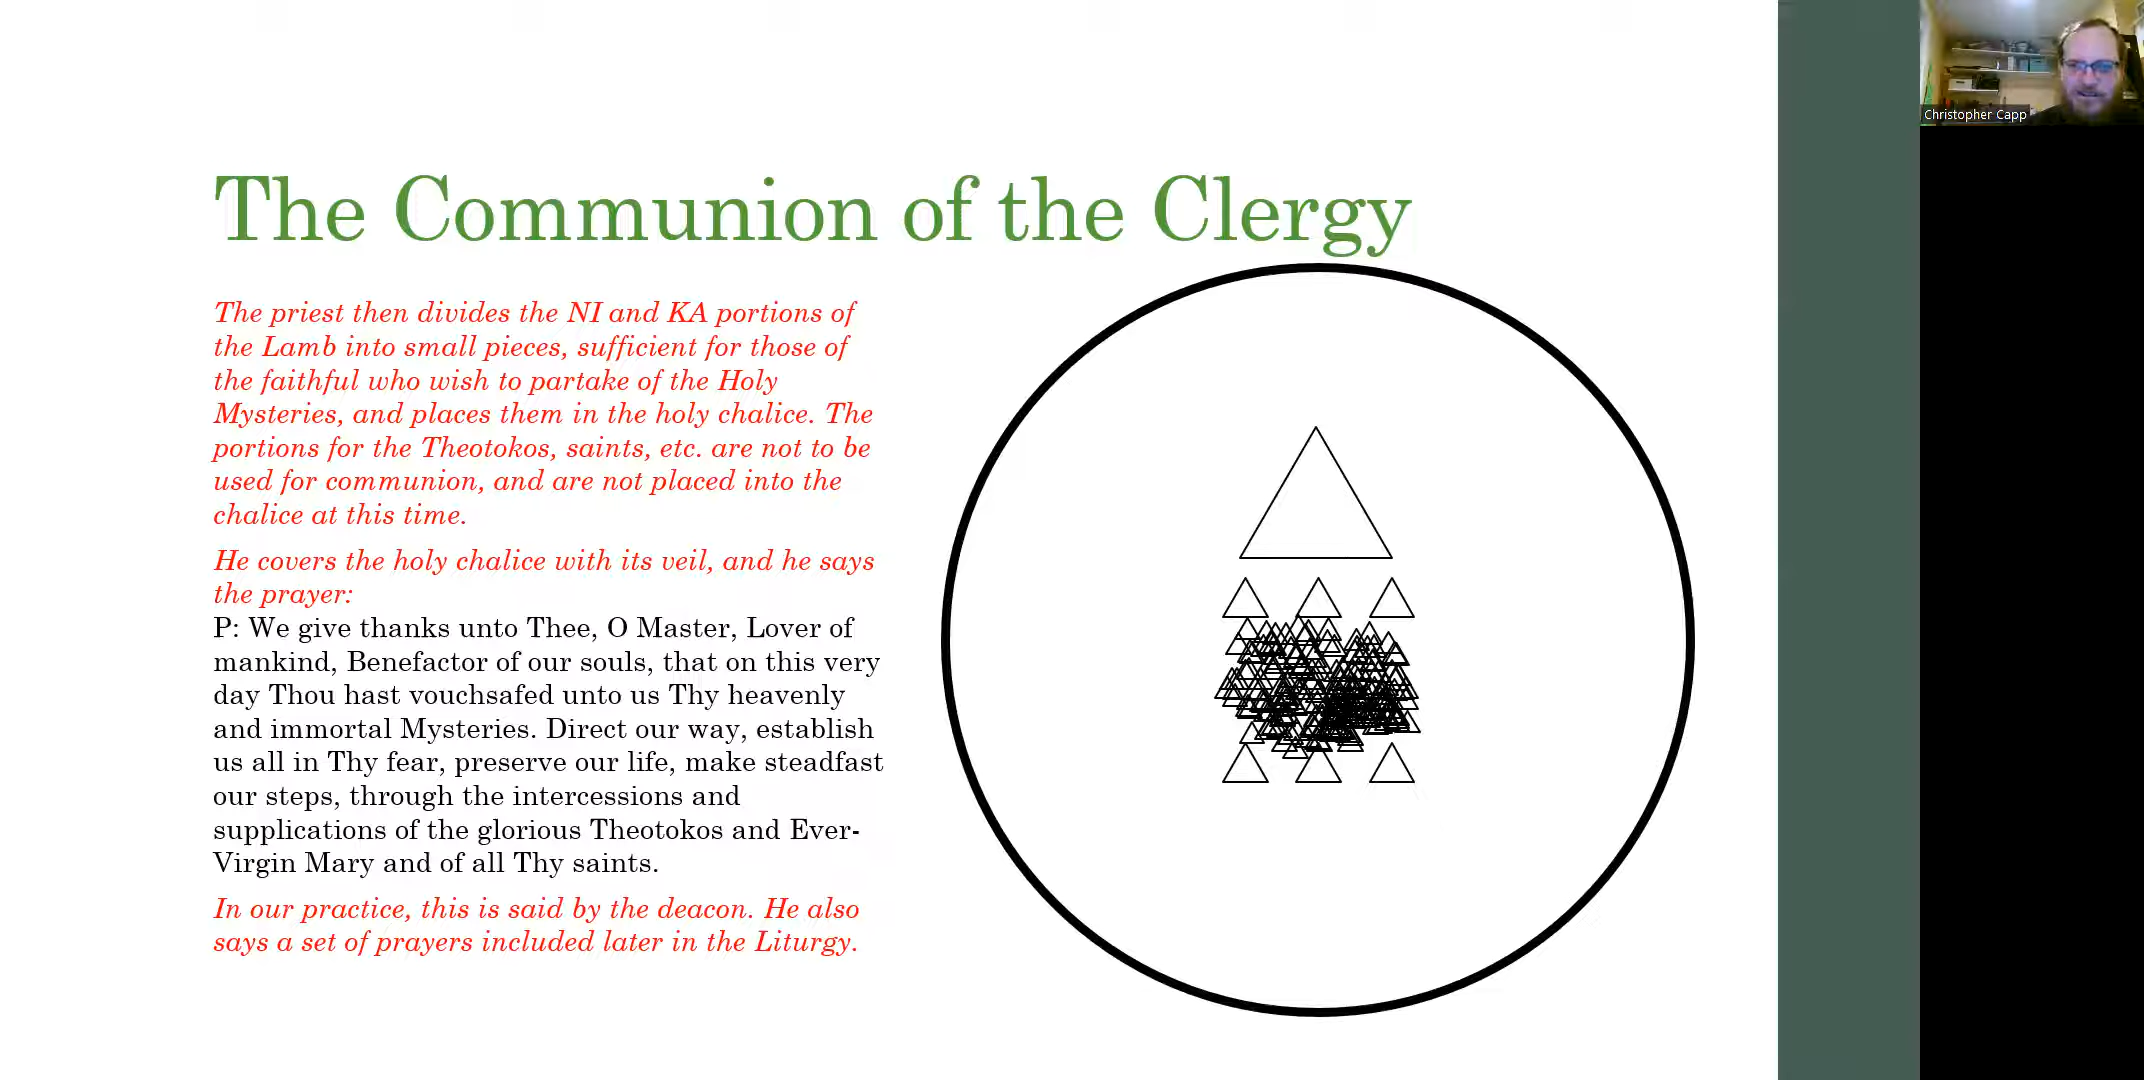 The Communion of the Clergy
The priest then divides the NI and KA portions of
the Lamb into small pieces, sufficient for those of
the faithful who wish to partake of the Holy
Mysteries, and places them in the holy chalice. The
portions for the Theotokos, saints, etc. are not to be
used for communion, and are not placed into the
chalice at this time.
He covers the holy chalice with its veil, and he says
the prayer:
P: We give thanks unto Thee, O Master, Lover of
mankind, Benefactor of our souls, that on this very
day Thou hast vouchsafed unto us Thy heavenly
and immortal Mysteries. Direct our way, establish
us all in Thy fear, preserve our life, make steadfast
our steps, through the intercessions and
supplications of the glorious Theotokos and Ever-
Virgin Mary and of all Thy saints.
In our practice, this is said by the deacon. He also
says a set of prayers included later in the Liturgy.
Christopher Capp